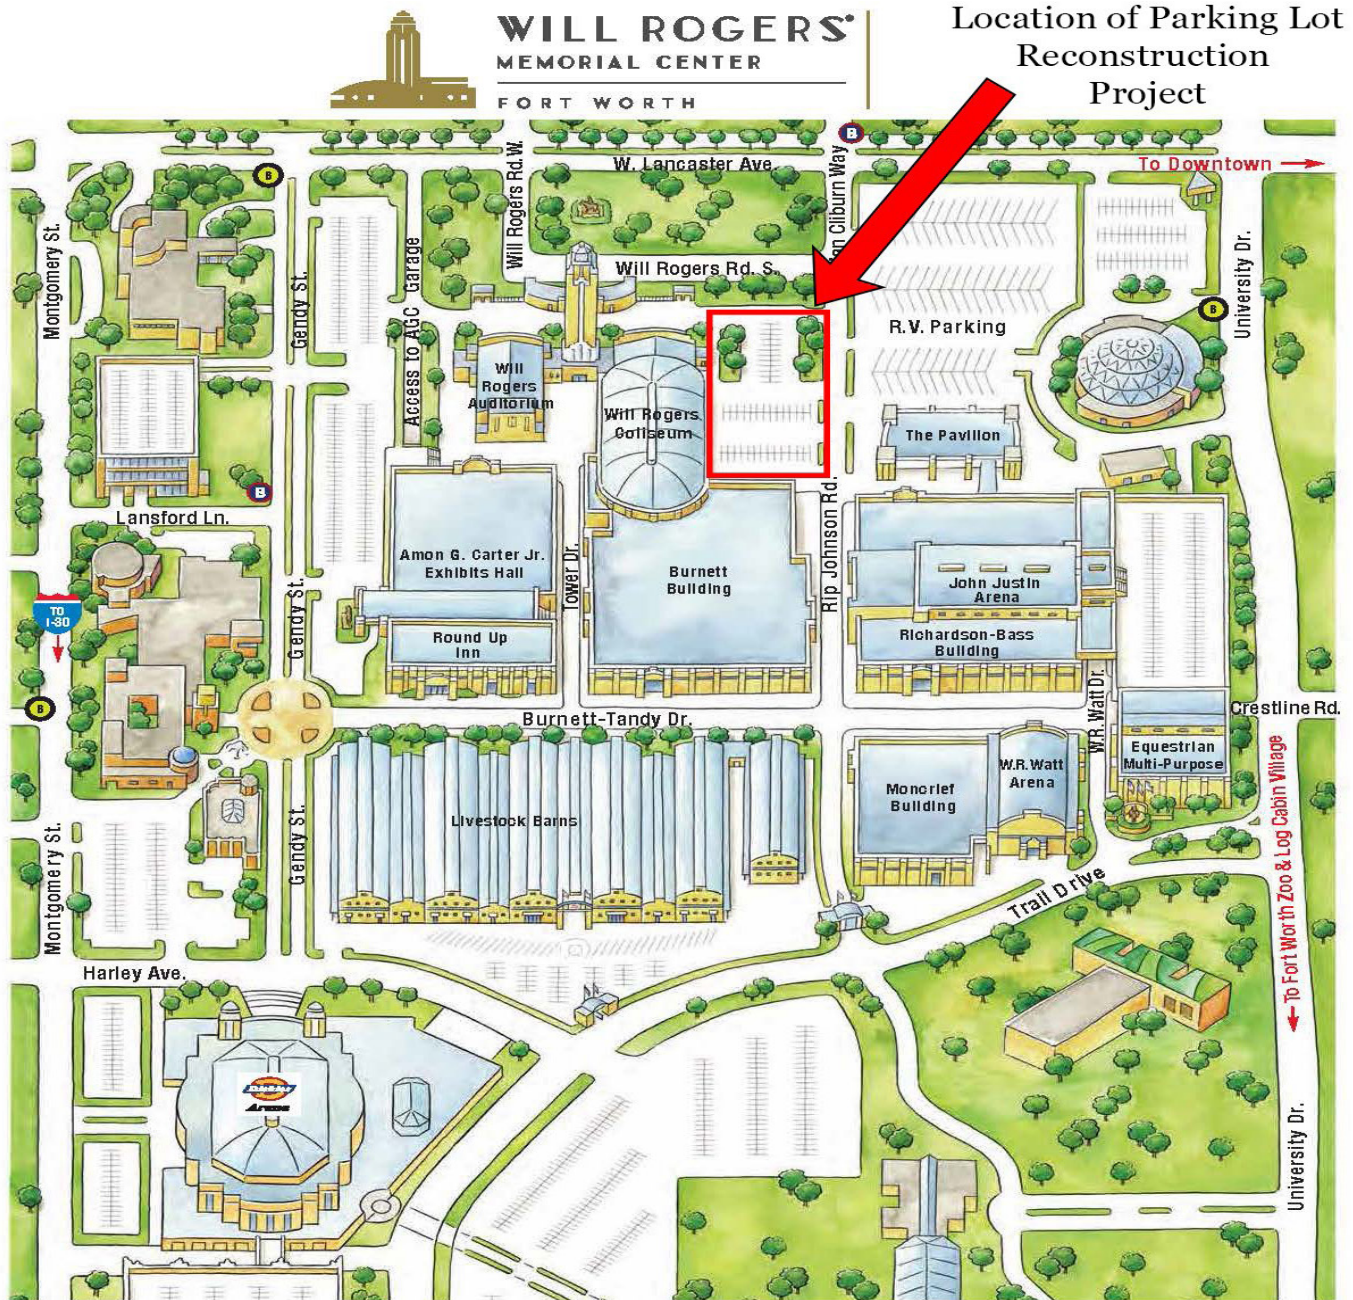 WILL ROGERS
MEMORIAL CENTER
FORT WORTH
Location of Parking Lot
Reconstruction
Project
B
W. Lancaster Ave.
To Downtown
B
Will Rogers Rd. W.
Cliburn Way
Montgomery St.
Gendy St.
Access to AGC Garage
Will Rogers Rd. S.
University Dr.
B
R.V. Parking
Will
Rogers
Auditorium
Will Rogers
Coliseum
The Pavilion
B
Lansford Ln.
Amon G. Carter Jr.
Exhibits Hall
Tower Dr.
Burnett
Building
Rip Johnson Rd.
John Justin
Arena
TO
I-30
Gendy St.
Round Up
Inn
Richardson-Bass
Building
B
W.R. Watt Dr.
Burnett-Tandy Dr.
Crestline Rd.
Equestrian
Multi-Purpose
W.R. Watt
Arena
Moncrief
Building
Livestock Barns
Gendy St.
Montgomery St.
Trail Drive
To Fort Worth Zoo & Log Cabin Village
Harley Ave.
Dickies
Arena
University Dr.